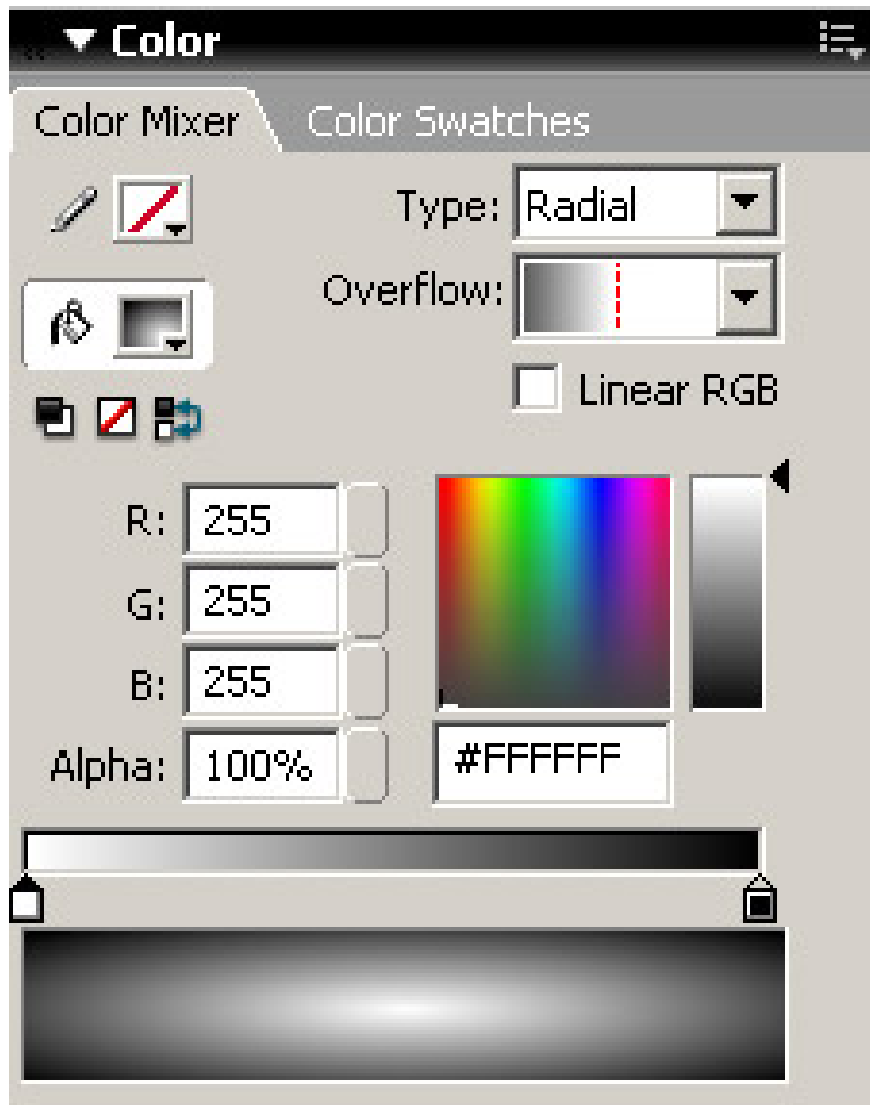 Color
Color Mixer Color Swatches
Type: Radial
Overflow:
Linear RGB
R: 255
G: 255
B: 255
Alpha: 100% #FFFFFF